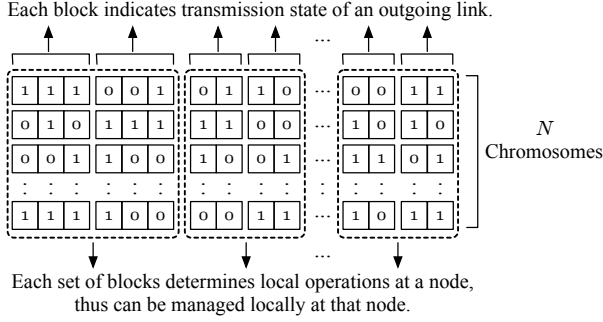 Each block indicates transmission state of an outgoing link.
...
1 1 1 0 0 1 0 1 1 0 ... 0 0 1 1
0 1 0 1 1 1 1 1 0 0 ... 1 0 1 0
0 0 1 1 0 0 1 0 0 1 ... 1 1 0 1
: : : : : : : : : : : : : :
1 1 1 1 0 0 0 0 1 1 ... 1 0 1 1
N
Chromosomes
...
Each set of blocks determines local operations at a node,
thus can be managed locally at that node.